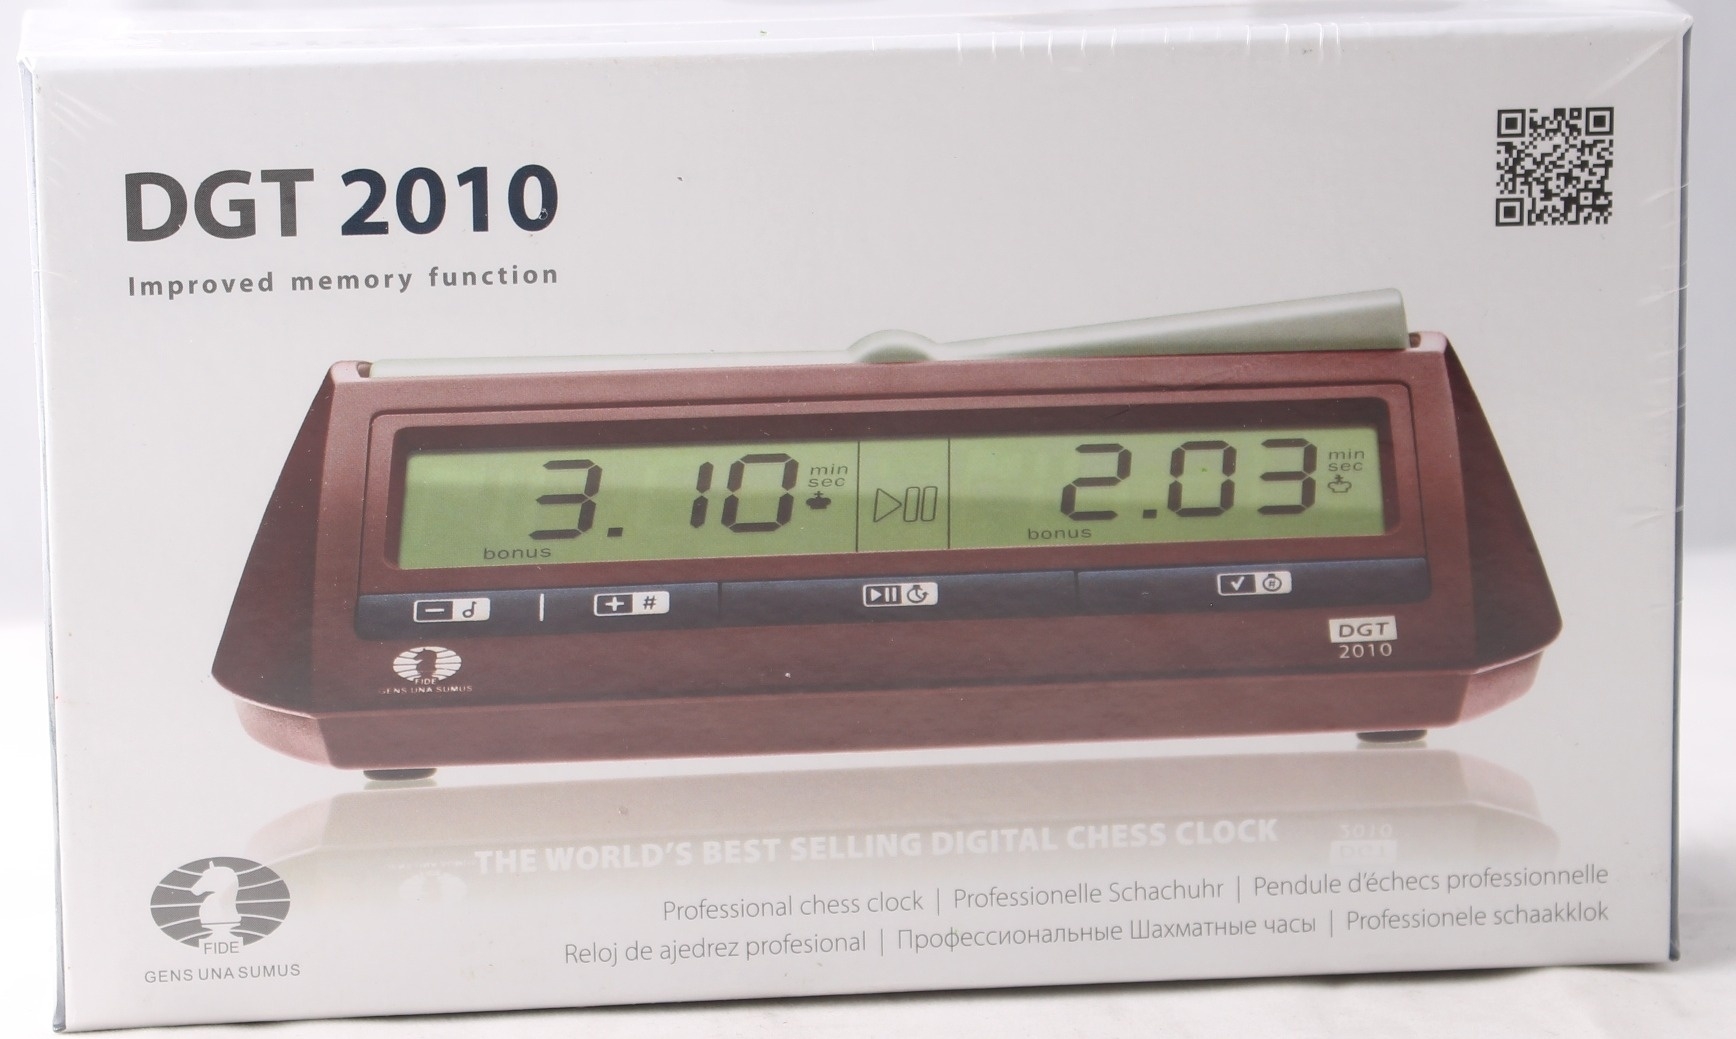 DGT 2010
Improved memory function
3.10 min sec
bonus
2.03 min sec
bonus
− + # ✓
DGT
2010
FIDE
GENS UNA SUMUS
THE WORLD'S BEST SELLING DIGITAL CHESS CLOCK
Professional chess clock | Professionelle Schachuhr | Pendule d'échecs professionnelle
Reloj de ajedrez profesional | Профессиональные Шахматные часы | Professionele schaakklok
FIDE
GENS UNA SUMUS